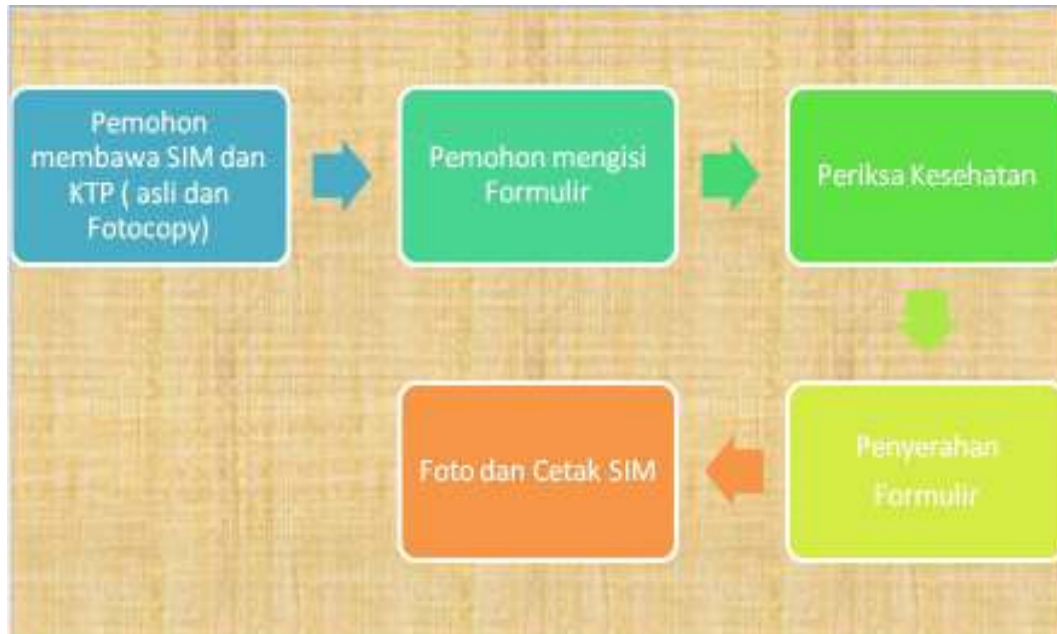 Pemohon
membawa SIM dan
KTP ( asli dan
Fotocopy)
Pemohon mengisi
Formulir
Periksa Kesehatan
Penyerahan
Formulir
Foto dan Cetak SIM